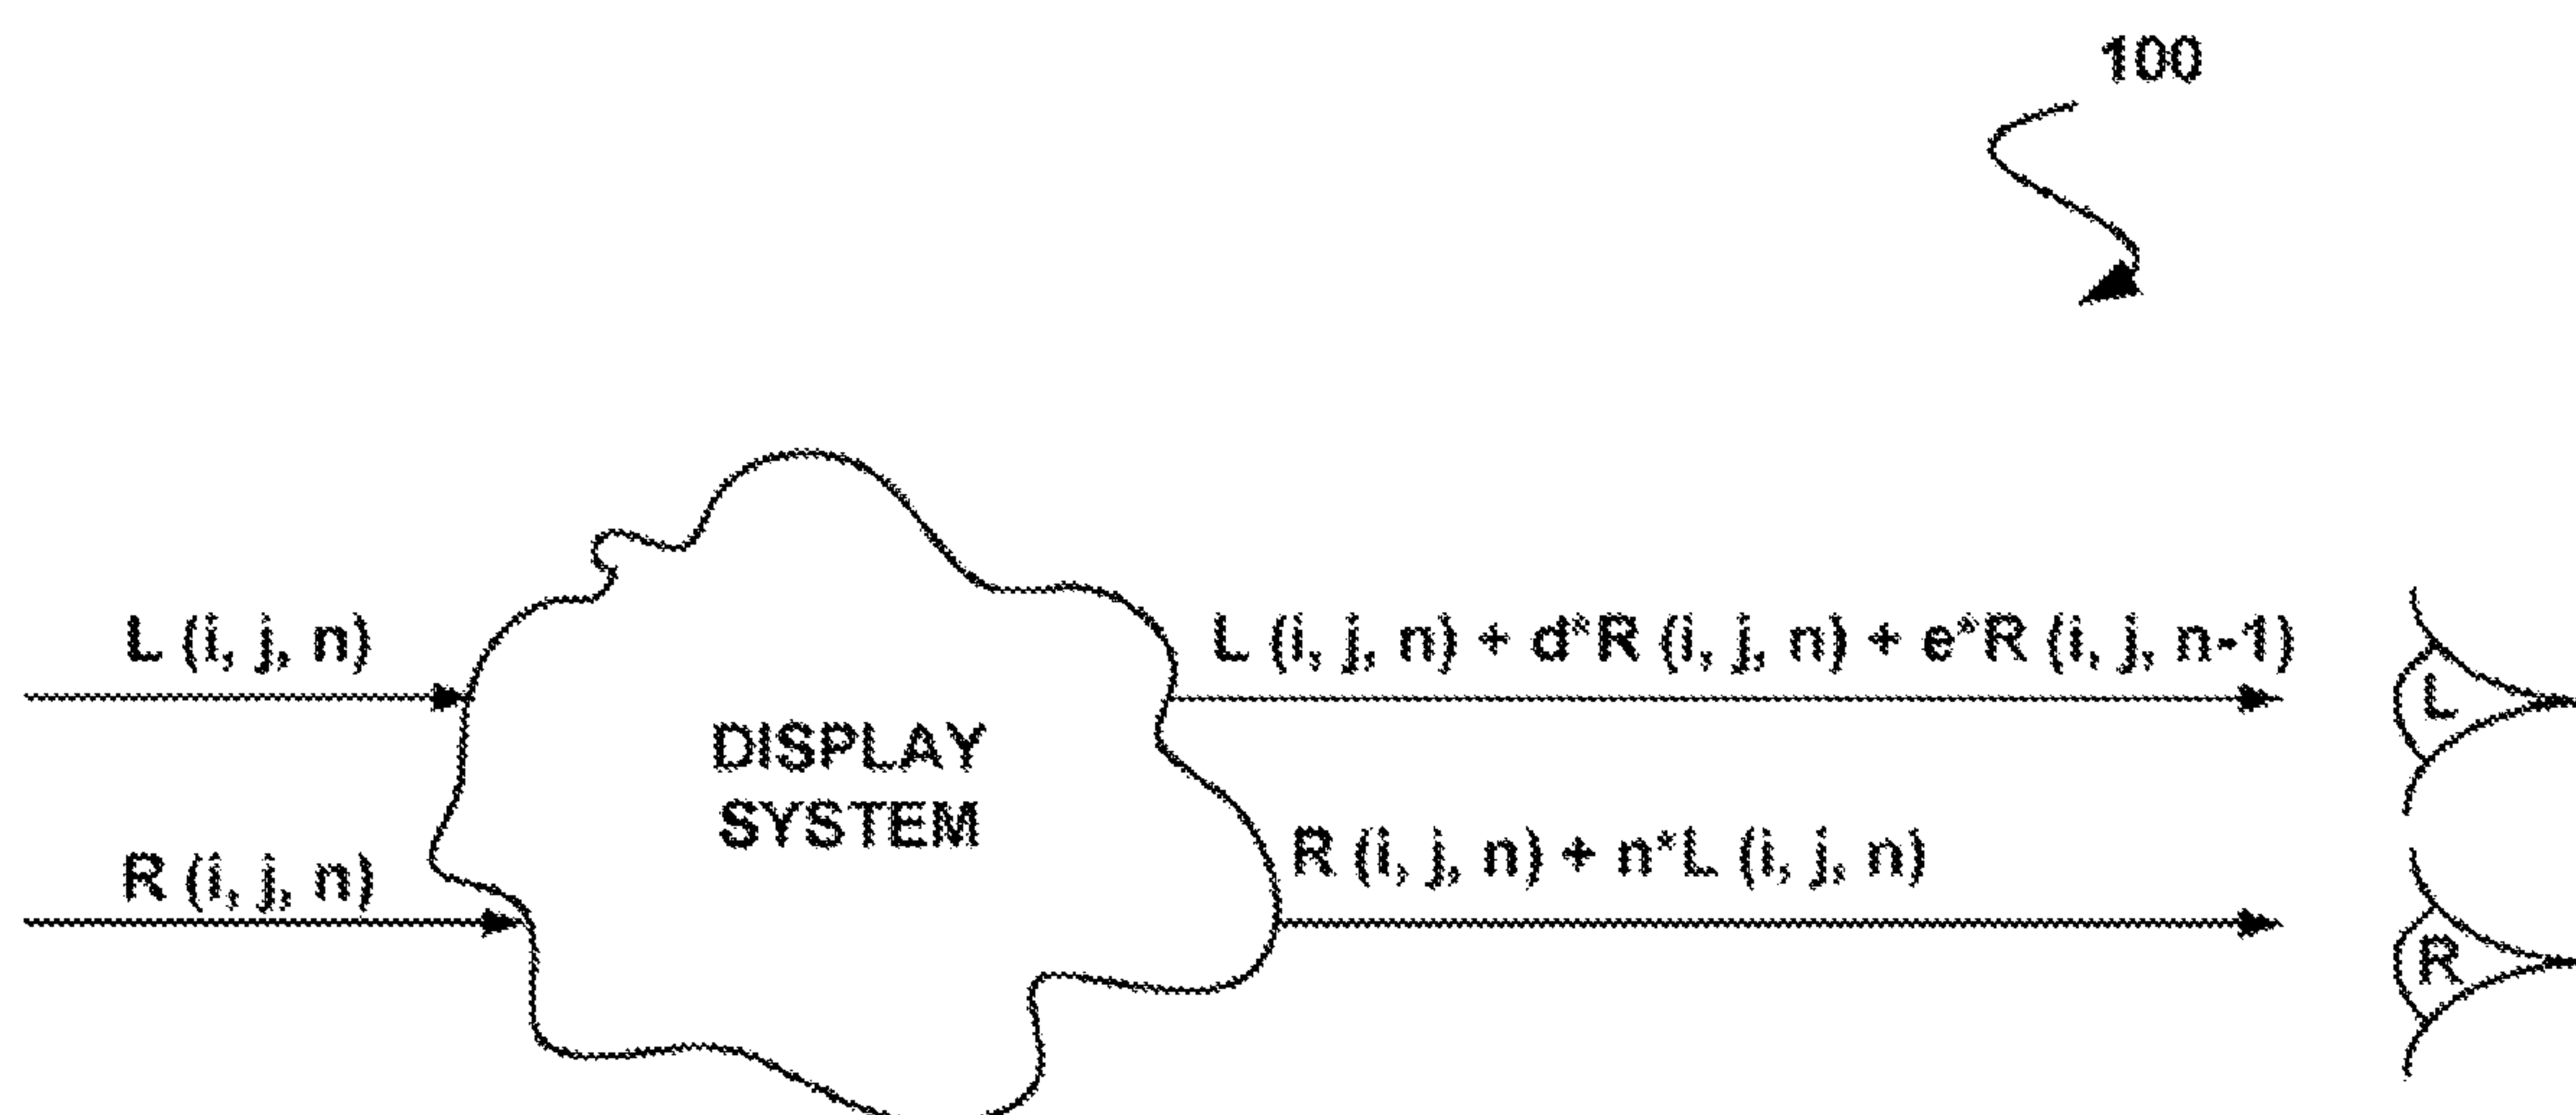 100
L (i, j, n)
L (i, j, n) + d*R (i, j, n) + e*R (i, j, n-1)
L
DISPLAY
SYSTEM
R (i, j, n)
R (i, j, n) + n*L (i, j, n)
R